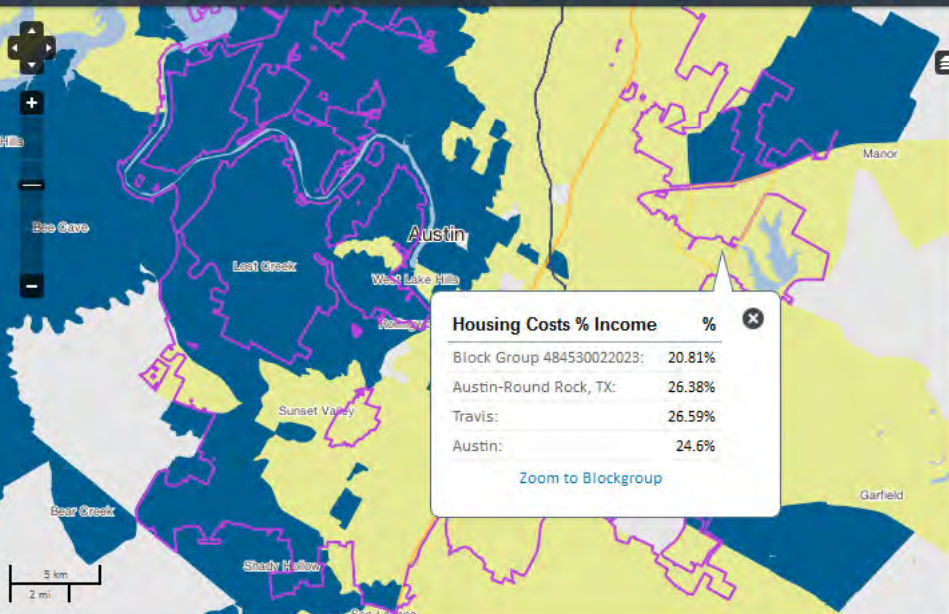 Hills
Manor
Bee Cave
Austin
Lost Creek
West Lake Hills
Housing Costs % Income %
Block Group 484530022023: 20.81%
Austin-Round Rock, TX: 26.38%
Travis: 26.59%
Austin: 24.6%
Zoom to Blockgroup
Sunset Valley
Garfield
Bear Creek
Shady Hollow
5 km
2 mi